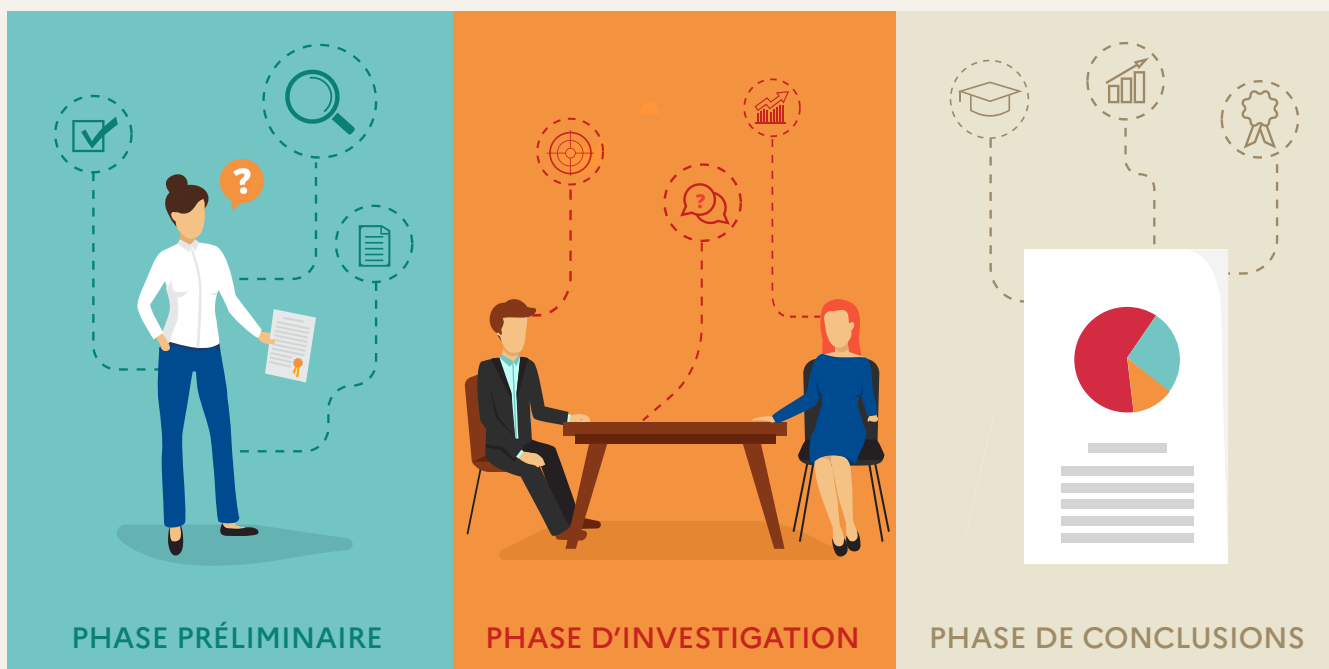 ?
?
PHASE PRÉLIMINAIRE
PHASE D'INVESTIGATION
PHASE DE CONCLUSIONS